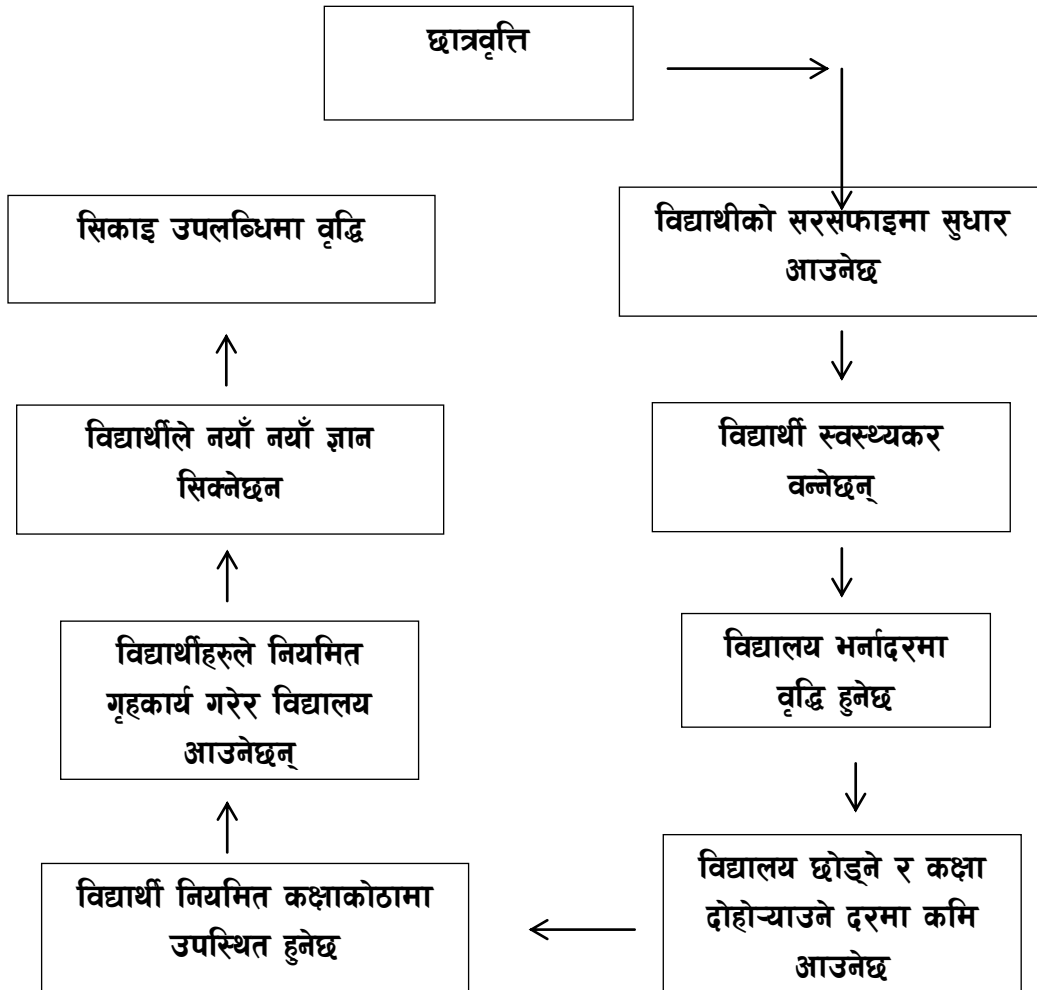 छात्रवृत्ति
विद्याथीको सरसफाइमा सुधार
आउनेछ
विद्यार्थी स्वस्थ्यकर
वन्नेछन्
विद्यालय भर्नादरमा
वृद्धि हुनेछ
विद्यालय छोड्ने र कक्षा
दोहोऱ्याउने दरमा कमि
आउनेछ
विद्यार्थी नियमित कक्षाकोठामा
उपस्थित हुनेछ
विद्यार्थीहरुले नियमित
गृहकार्य गरेर विद्यालय
आउनेछन्
विद्यार्थीले नयाँ नयाँ ज्ञान
सिक्नेछन
सिकाइ उपलब्धिमा वृद्धि